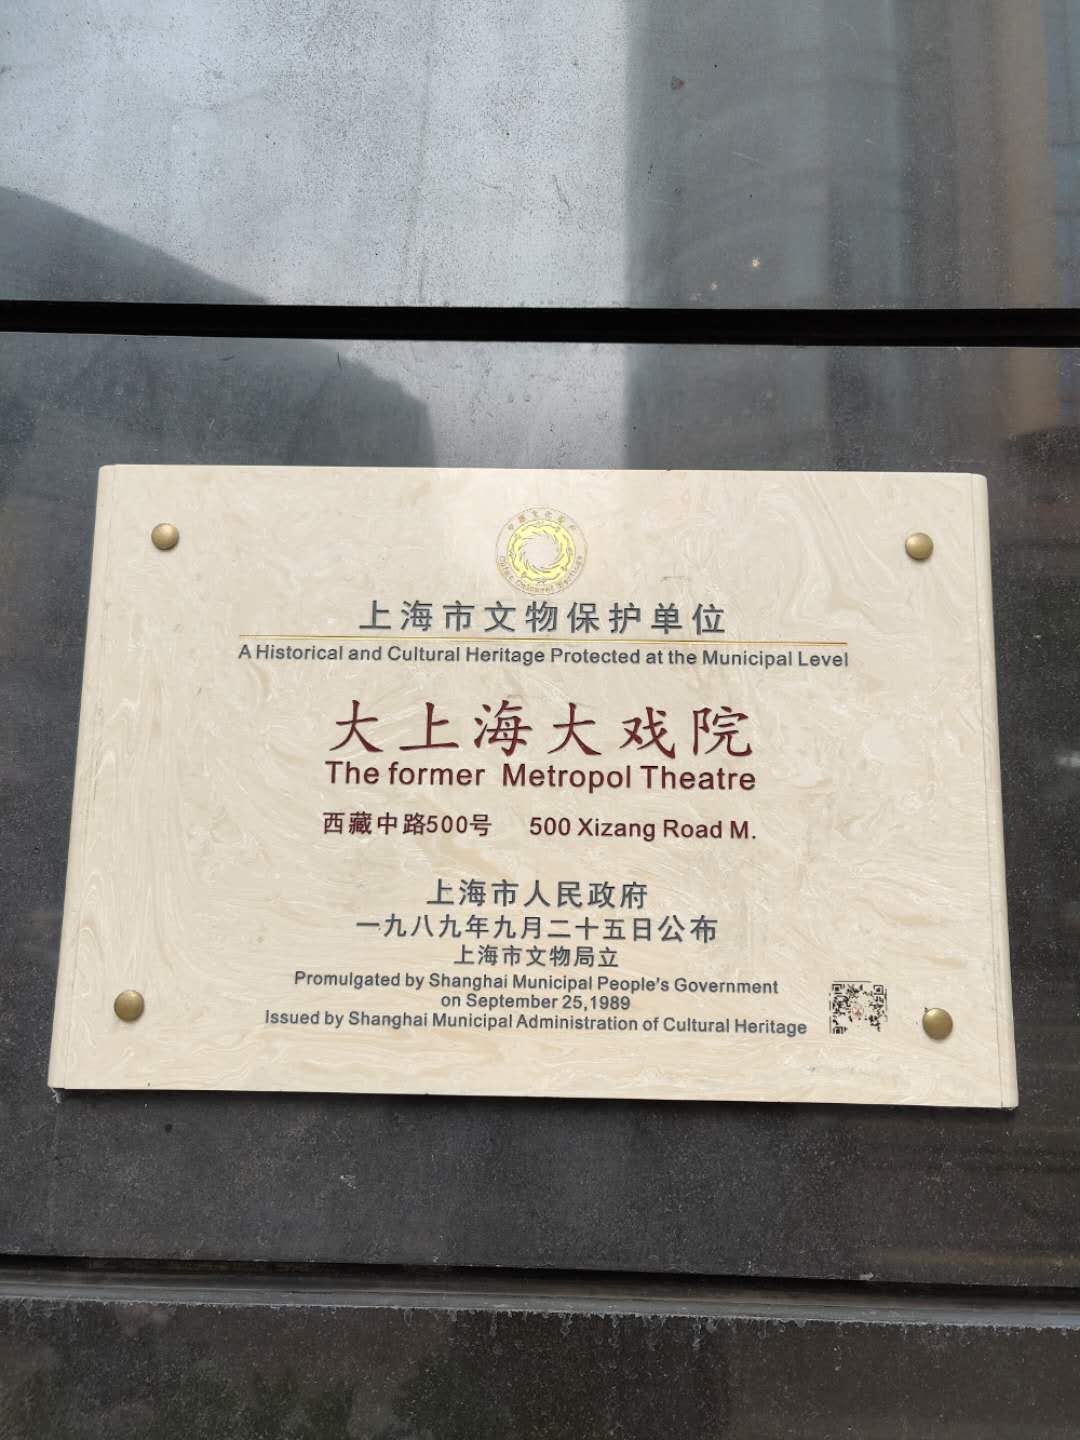 上海市文物保护单位
A Historical and Cultural Heritage Protected at the Municipal Level
大上海大戏院
The former Metropol Theatre
西藏中路500号 500 Xizang Road M.
上海市人民政府
一九八九年九月二十五日公布
上海市文物局立
Promulgated by Shanghai Municipal People's Government
on September 25,1989
Issued by Shanghai Municipal Administration of Cultural Heritage